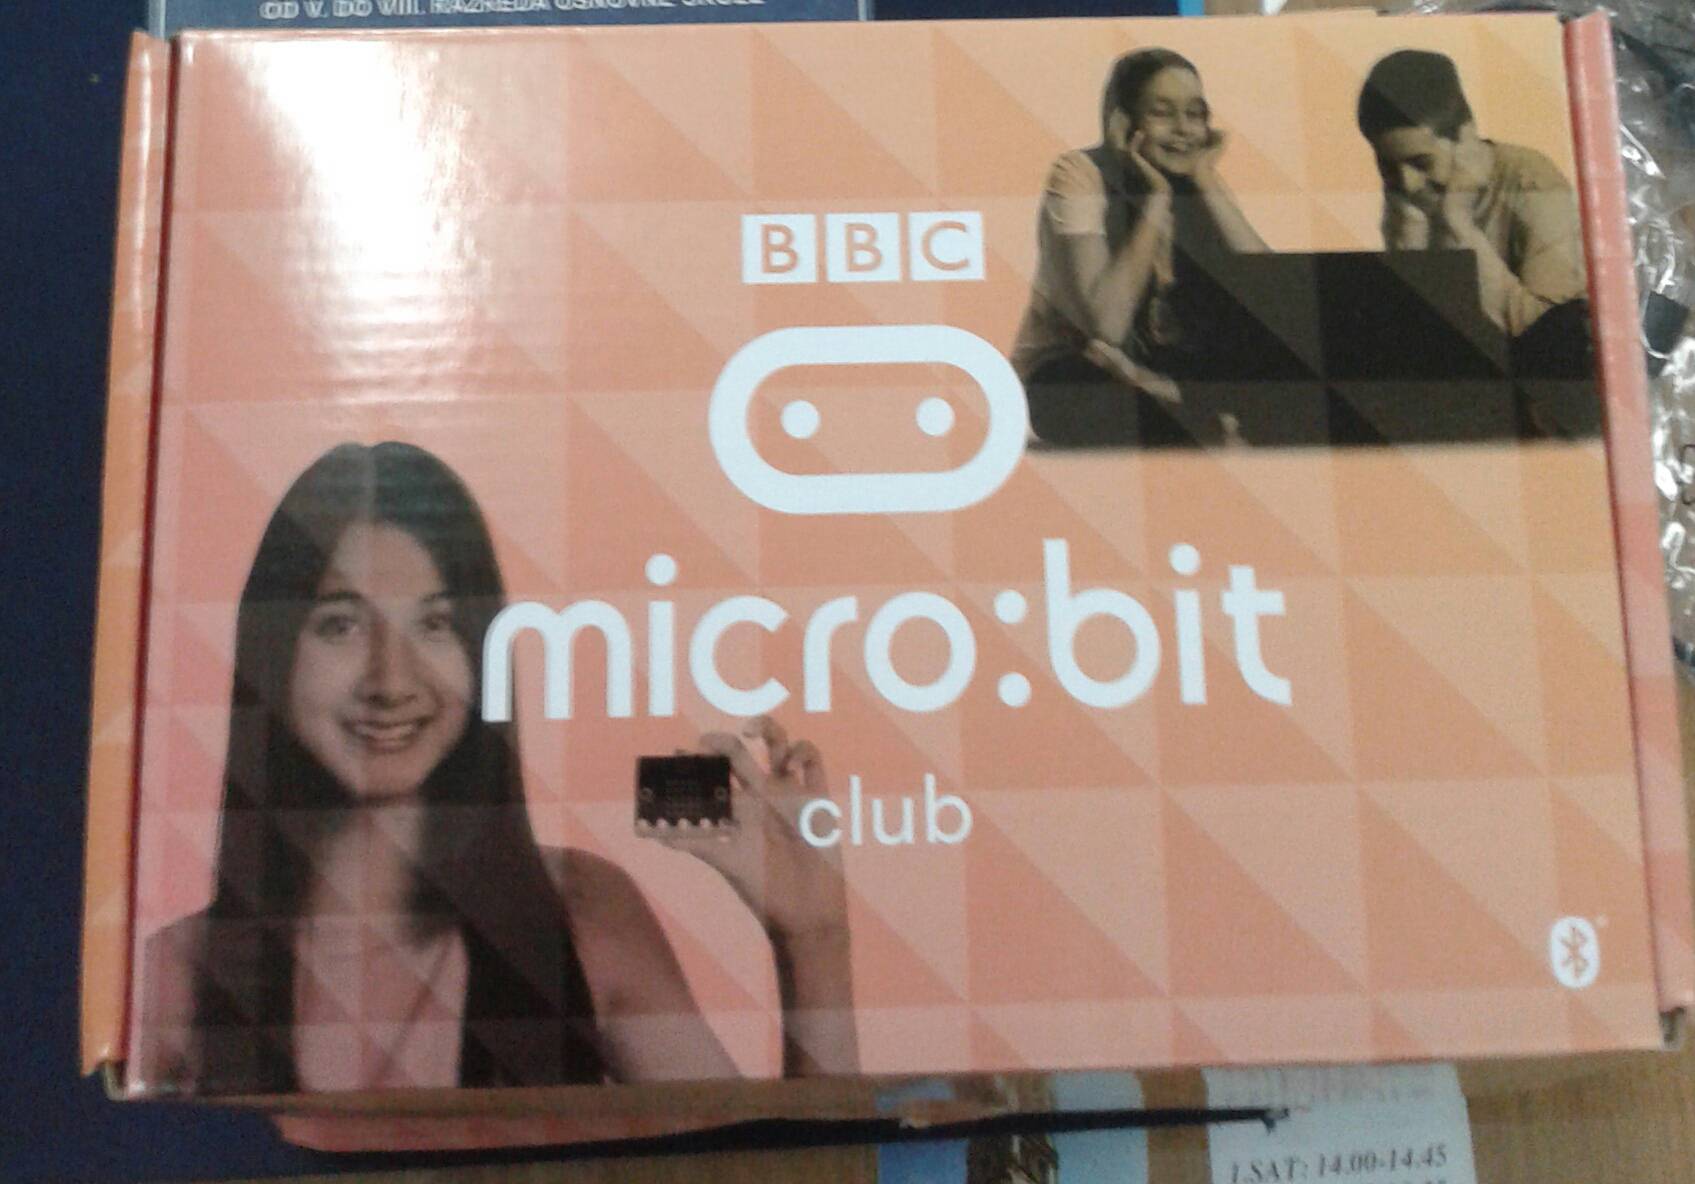 OD V. DO VIII. RAZREDA OSNOVNE ŠKOLE
BBC
micro:bit
club
1.SAT: 14.00-14.45